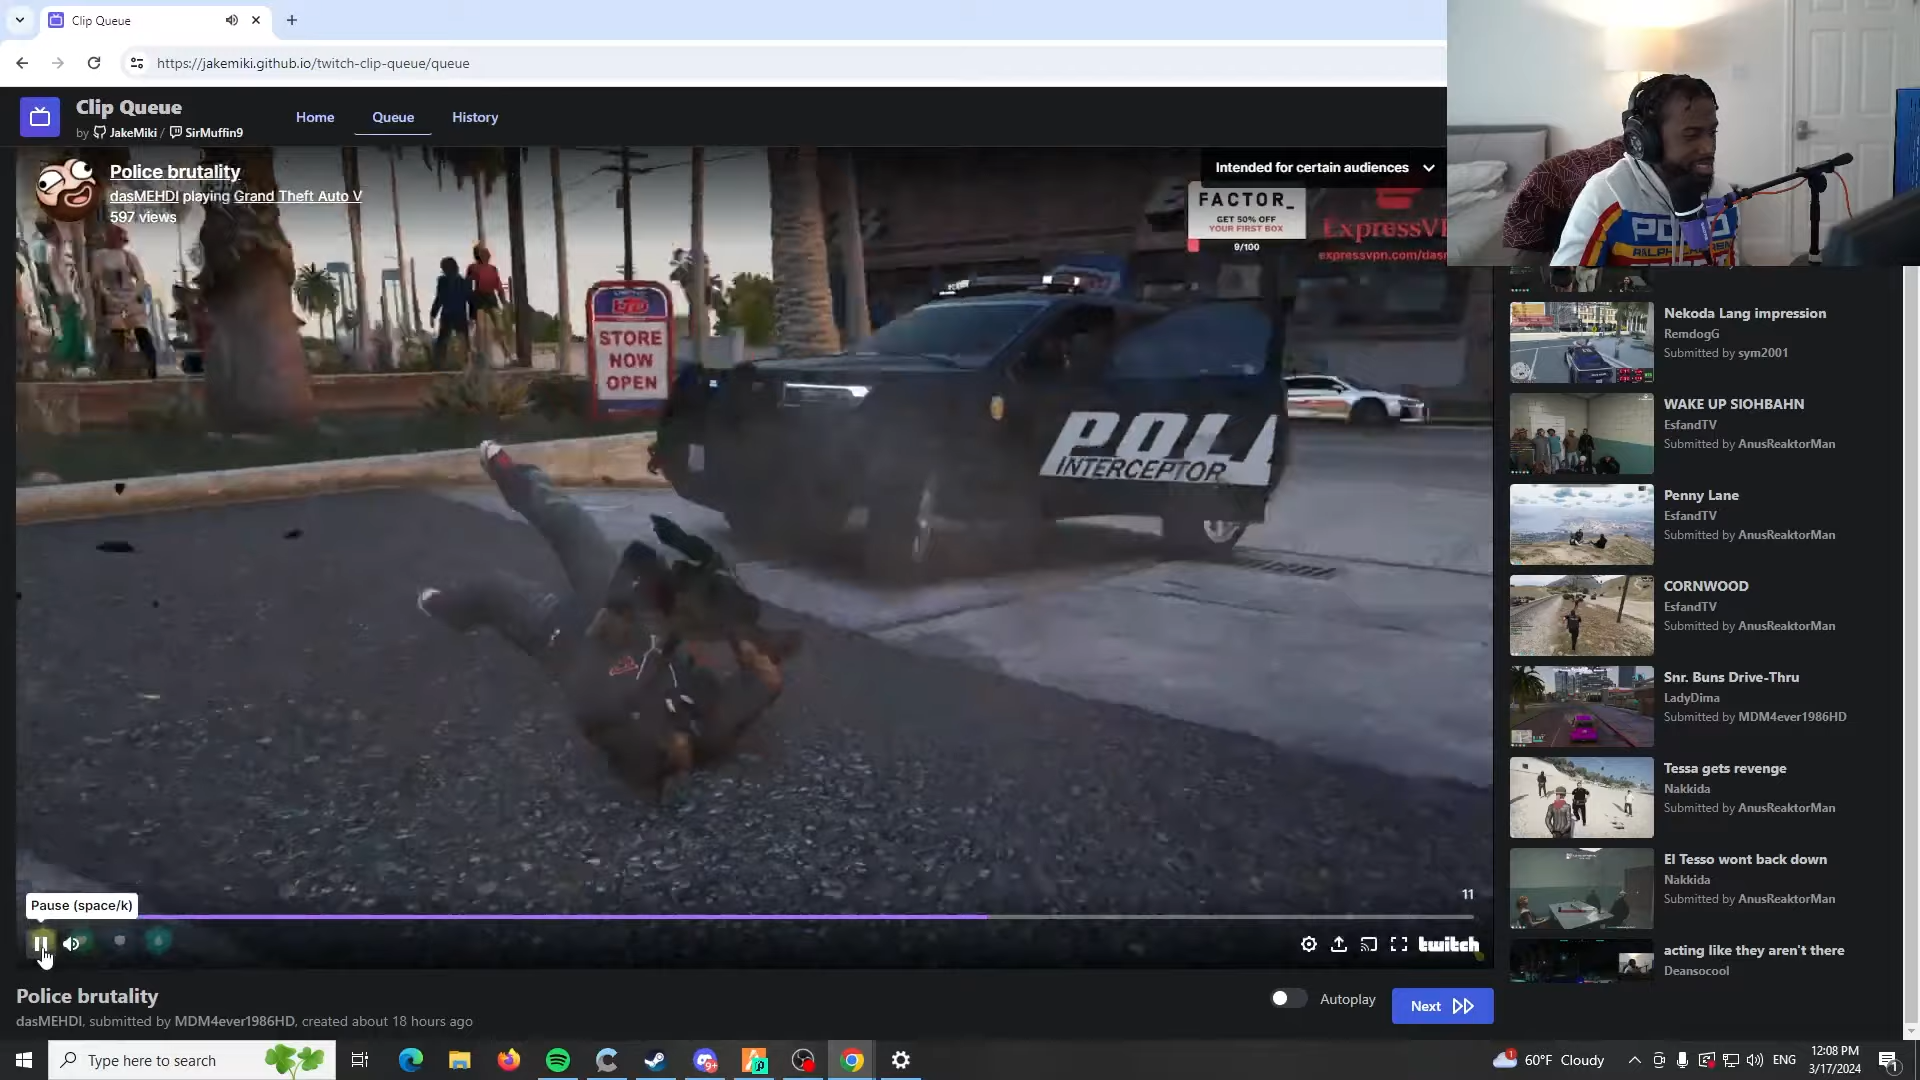 Clip Queue
https://jakemiki.github.io/twitch-clip-queue/queue
Clip Queue
by JakeMiki / SirMuffin9
Home
Queue
History
Police brutality
dasMEHDI playing Grand Theft Auto V
597 views
Intended for certain audiences
FACTOR_
GET 50% OFF
YOUR FIRST BOX
9/100
ExpressV
expressvpn.com/das
LTD
STORE
NOW
OPEN
POLI
INTERCEPTOR
POLO
RALPH
Nekoda Lang impression
RemdogG
Submitted by sym2001
WAKE UP SIOHBAHN
EsfandTV
Submitted by AnusReaktorMan
Penny Lane
EsfandTV
Submitted by AnusReaktorMan
CORNWOOD
EsfandTV
Submitted by AnusReaktorMan
Snr. Buns Drive-Thru
LadyDima
Submitted by MDM4ever1986HD
Tessa gets revenge
Nakkida
Submitted by AnusReaktorMan
El Tesso wont back down
Nakkida
Submitted by AnusReaktorMan
acting like they aren't there
Deansocool
11
Pause (space/k)
twitch
Police brutality
dasMEHDI, submitted by MDM4ever1986HD, created about 18 hours ago
Autoplay
Next
Type here to search
9+
1
60°F Cloudy
ENG
12:08 PM
3/17/2024
1